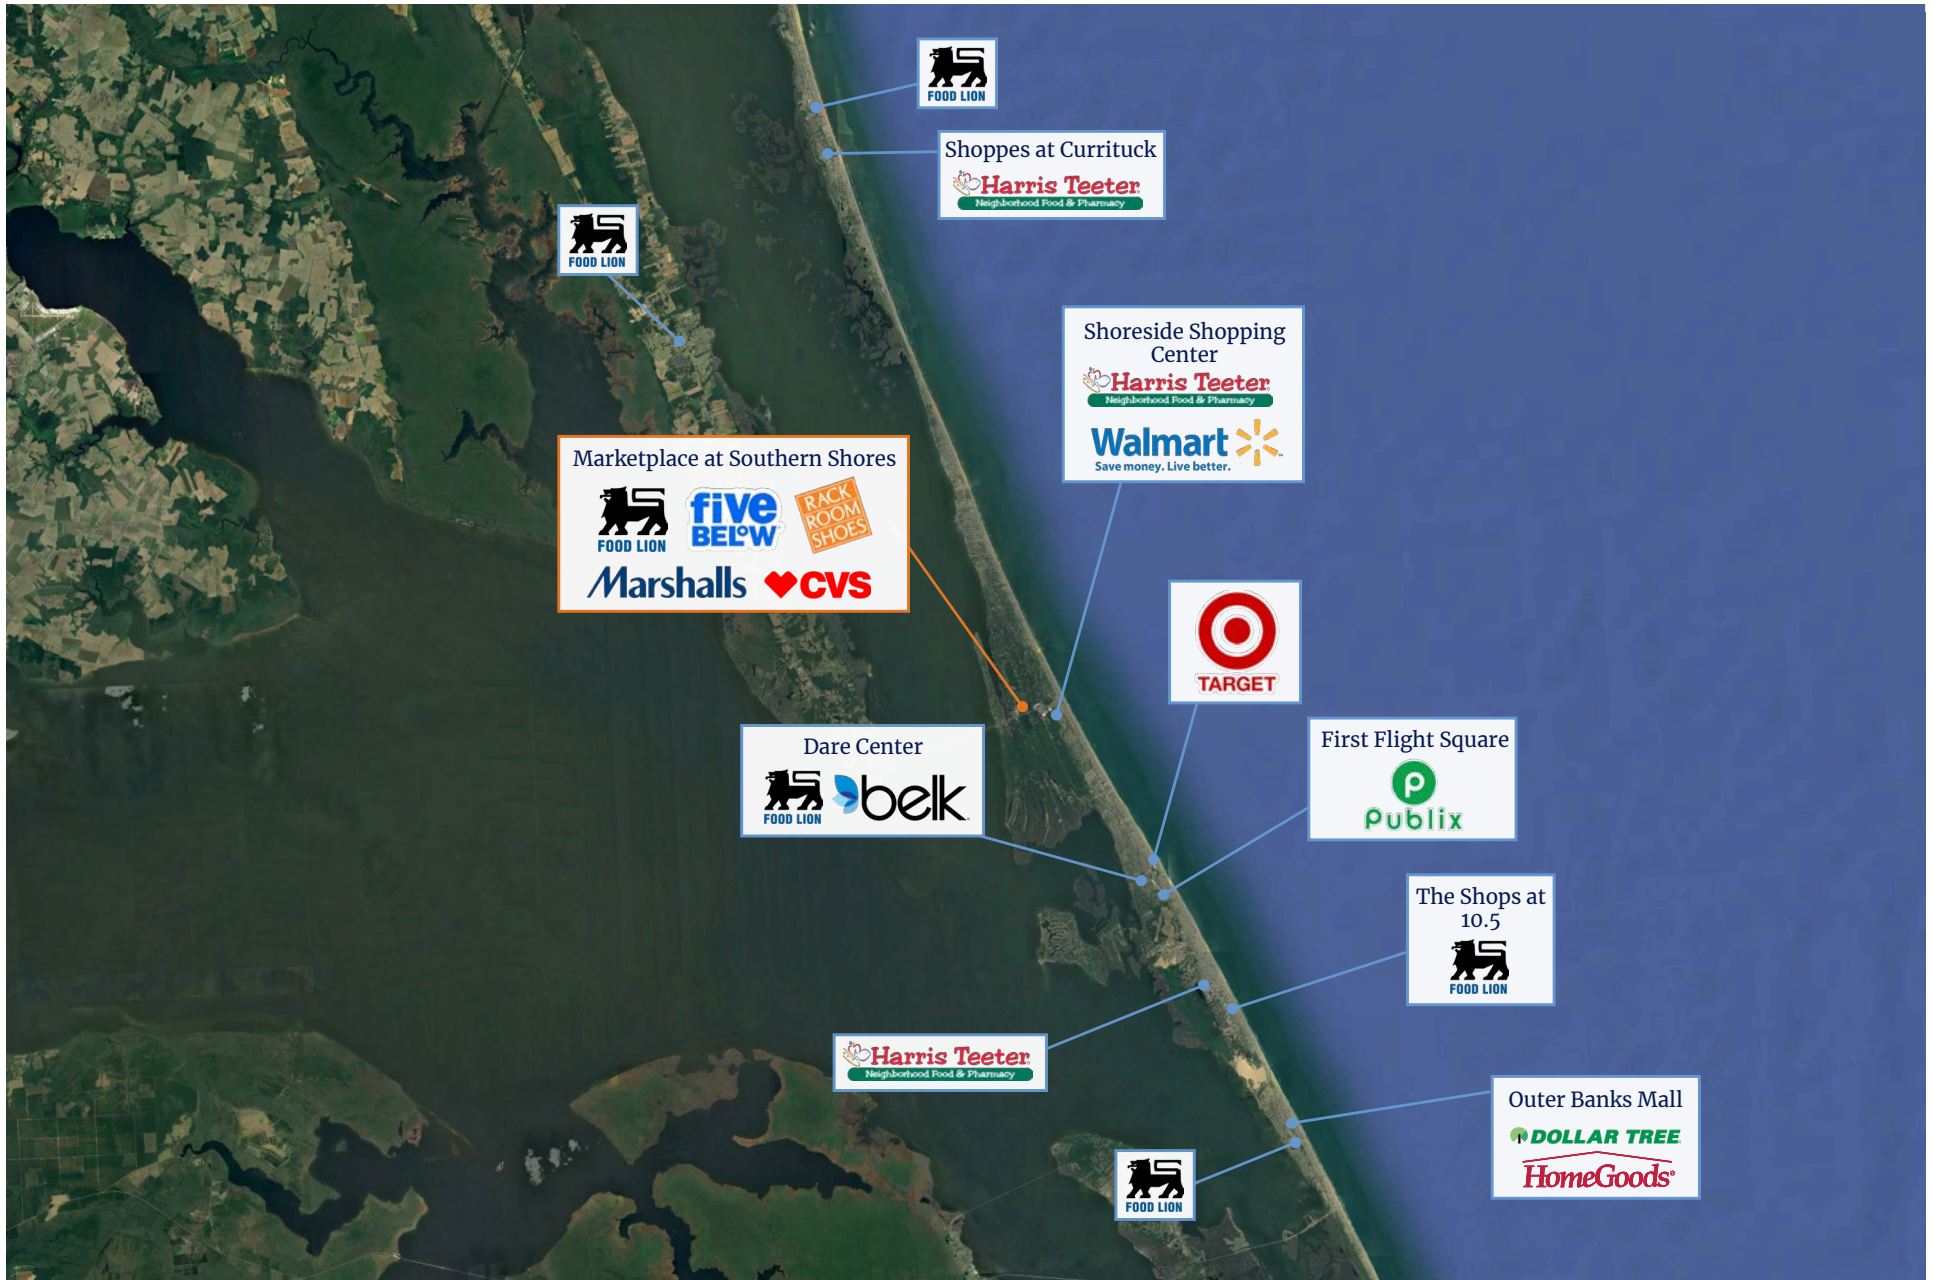 FOOD LION
Shoppes at Currituck
Harris Teeter
Neighborhood Food & Pharmacy
FOOD LION
Shoreside Shopping
Center
Harris Teeter
Neighborhood Food & Pharmacy
Walmart
Save money. Live better.
Marketplace at Southern Shores
FOOD LION
five
BELOW
RACK
ROOM
SHOES
Marshalls
CVS
TARGET
Dare Center
FOOD LION
belk
First Flight Square
Publix
The Shops at
10.5
FOOD LION
Harris Teeter
Neighborhood Food & Pharmacy
Outer Banks Mall
DOLLAR TREE
HomeGoods
FOOD LION